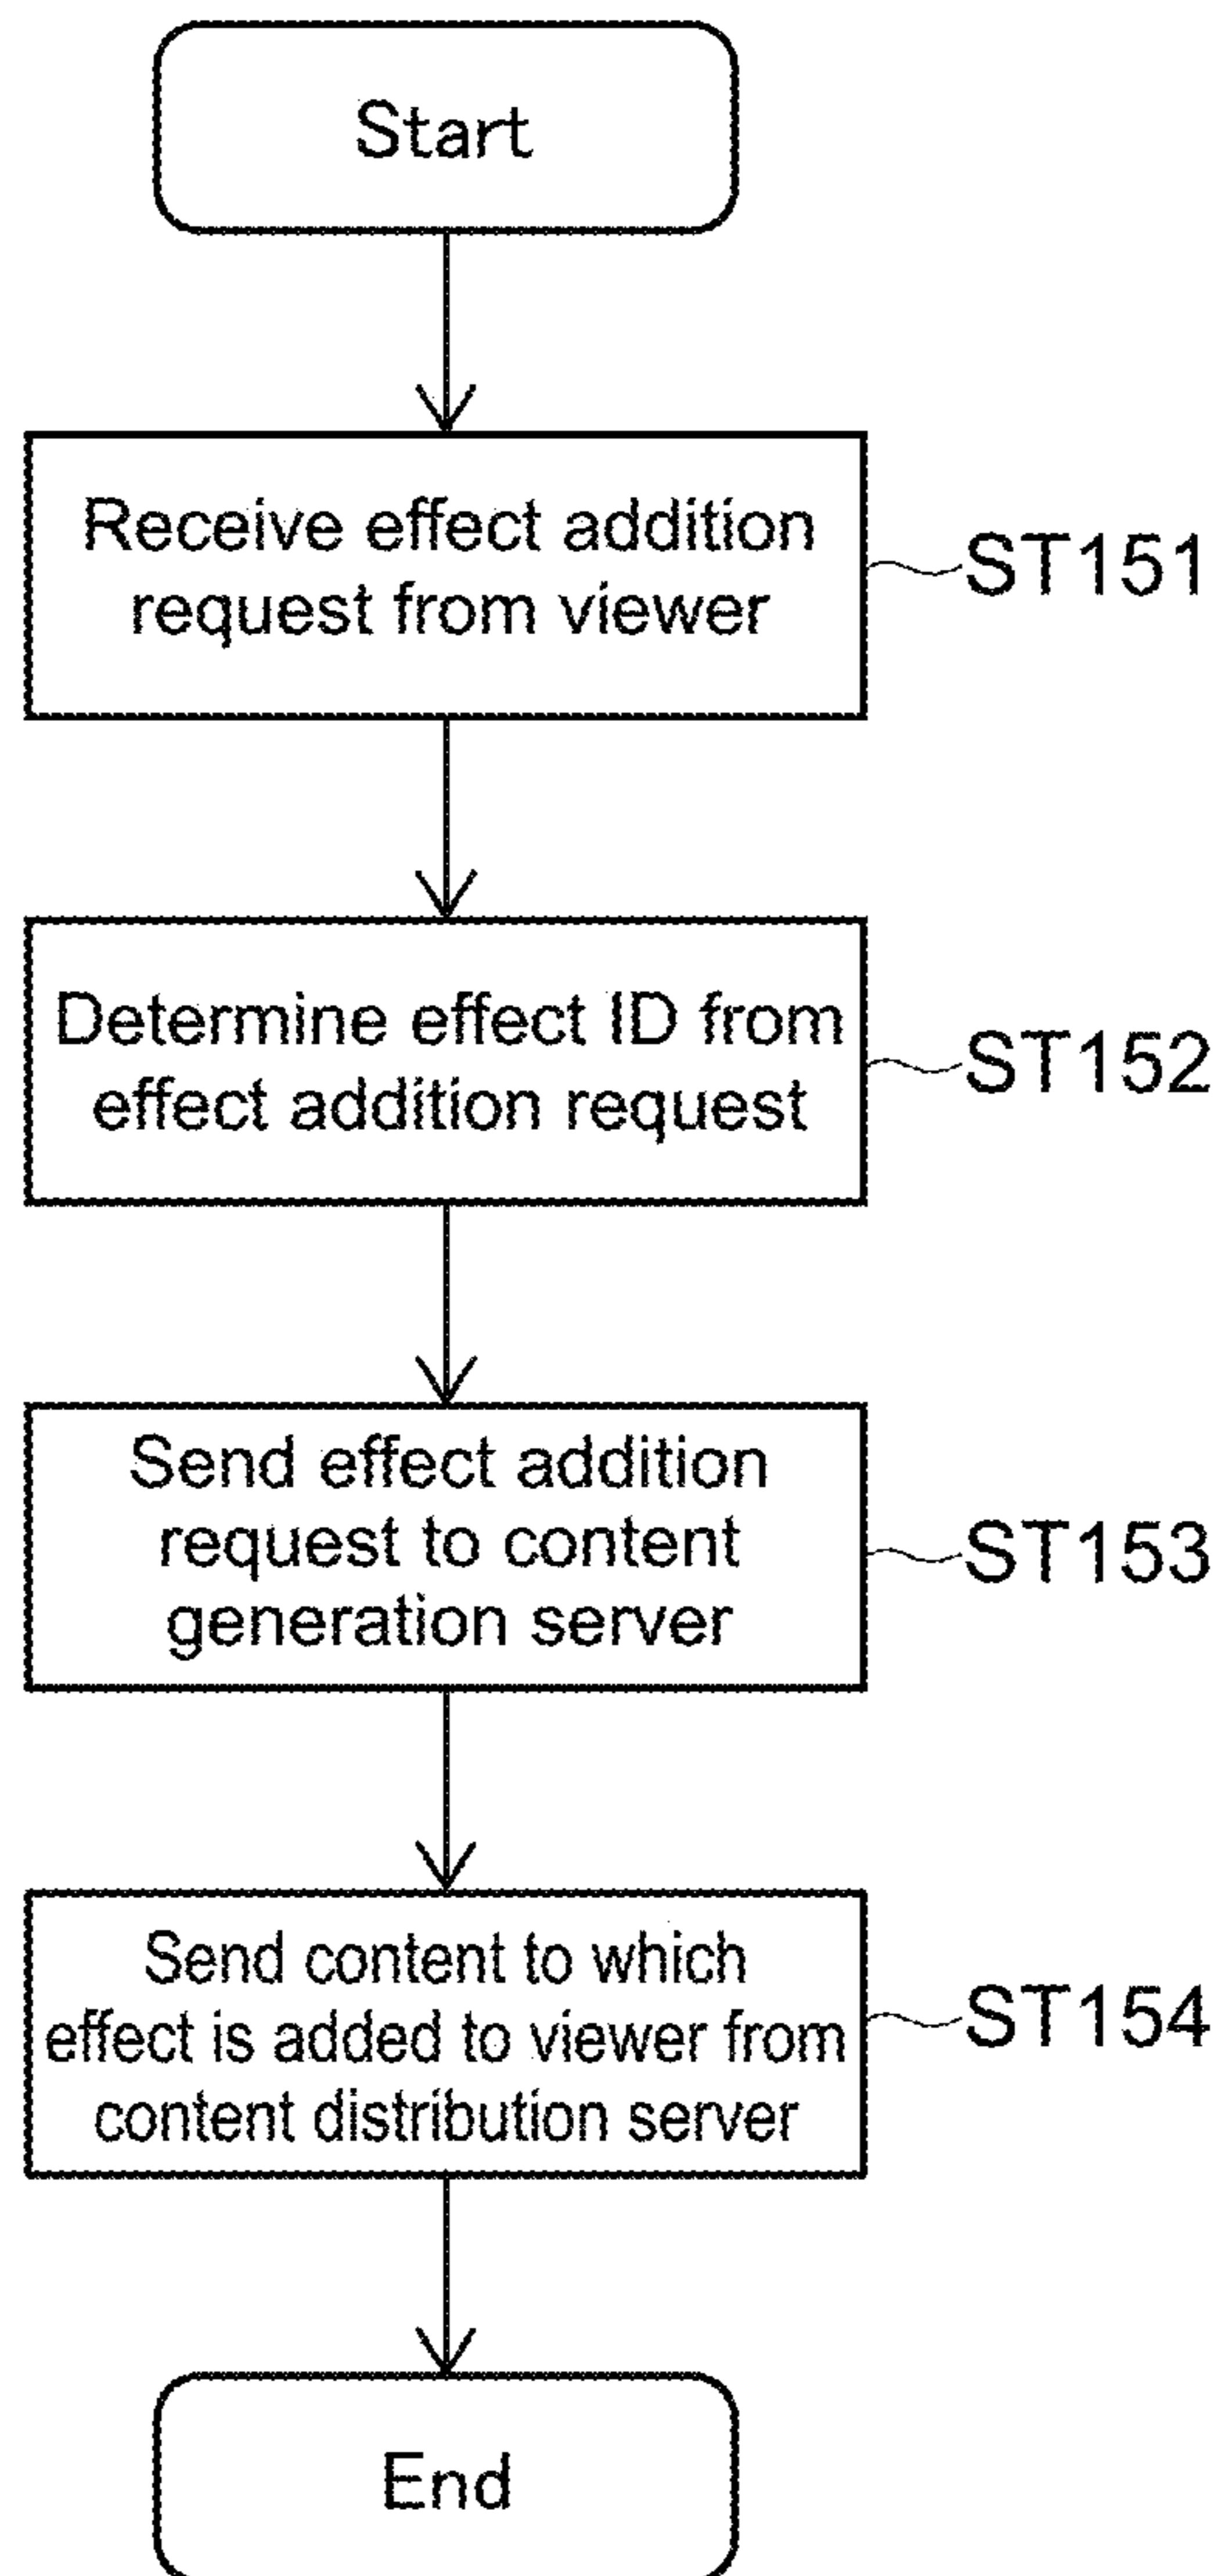 Start
Receive effect addition
request from viewer
ST151
Determine effect ID from
effect addition request
ST152
Send effect addition
request to content
generation server
ST153
Send content to which
effect is added to viewer from
content distribution server
ST154
End